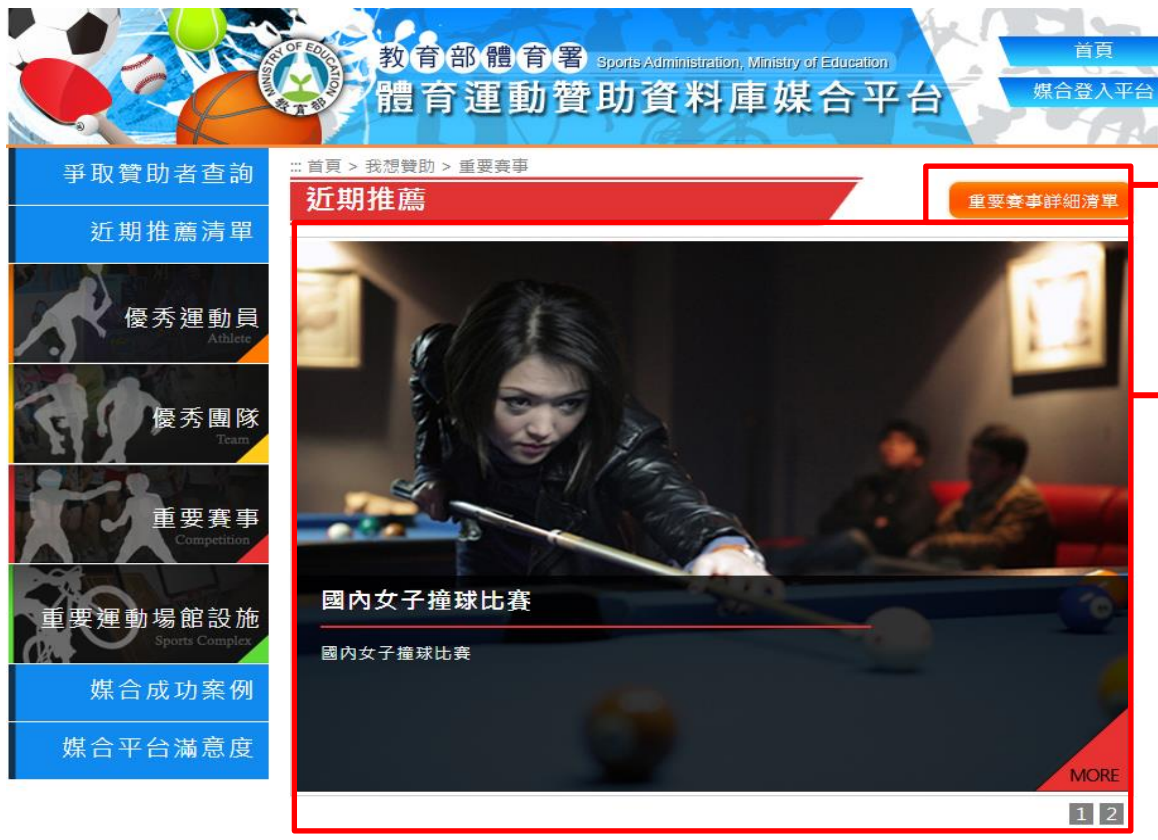 MINISTRY OF EDUCATION
教育部
教育部體育署 Sports Administration, Ministry of Education
體育運動贊助資料庫媒合平台
首頁
媒合登入平台
爭取贊助者查詢
近期推薦清單
優秀運動員
Athlete
優秀團隊
Team
重要賽事
Competition
重要運動場館設施
Sports Complex
媒合成功案例
媒合平台滿意度
::: 首頁 > 我想贊助 > 重要賽事
近期推薦
重要賽事詳細清單
國內女子撞球比賽
國內女子撞球比賽
MORE
1 2